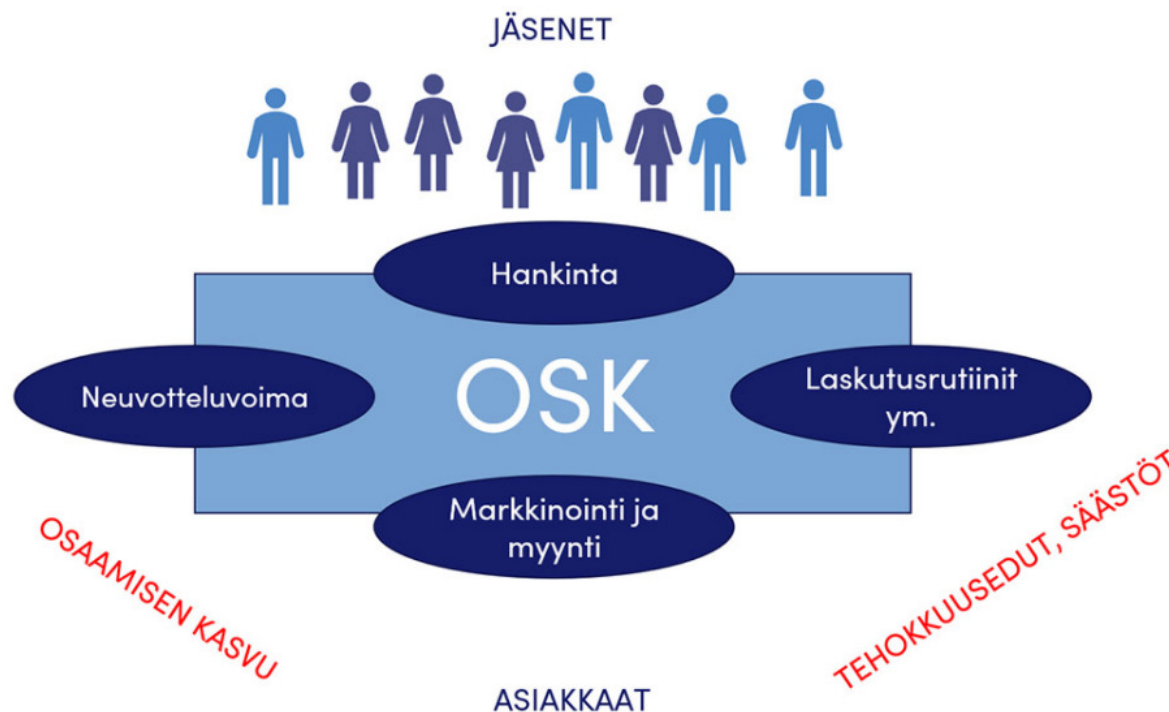 JÄSENET
Hankinta
Neuvotteluvoima
OSK
Laskutusrutiinit
ym.
Markkinointi ja
myynti
OSAAMISEN KASVU
TEHOKKUUSEDUT, SÄÄSTÖT
ASIAKKAAT